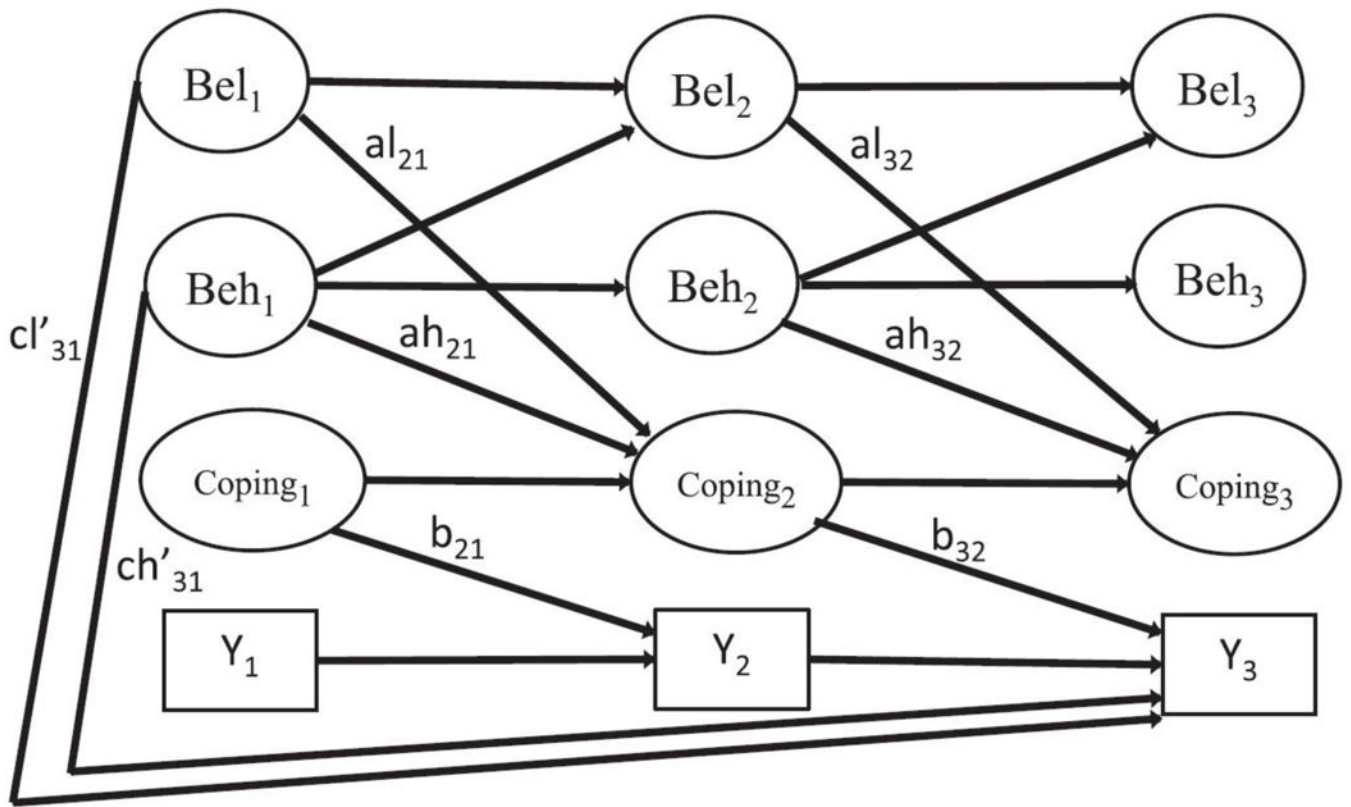 Bel₁
Bel₂
Bel₃
al₂₁
al₃₂
Beh₁
Beh₂
Beh₃
cl’₃₁
ah₂₁
ah₃₂
Coping₁
Coping₂
Coping₃
b₂₁
b₃₂
ch’₃₁
Y₁
Y₂
Y₃